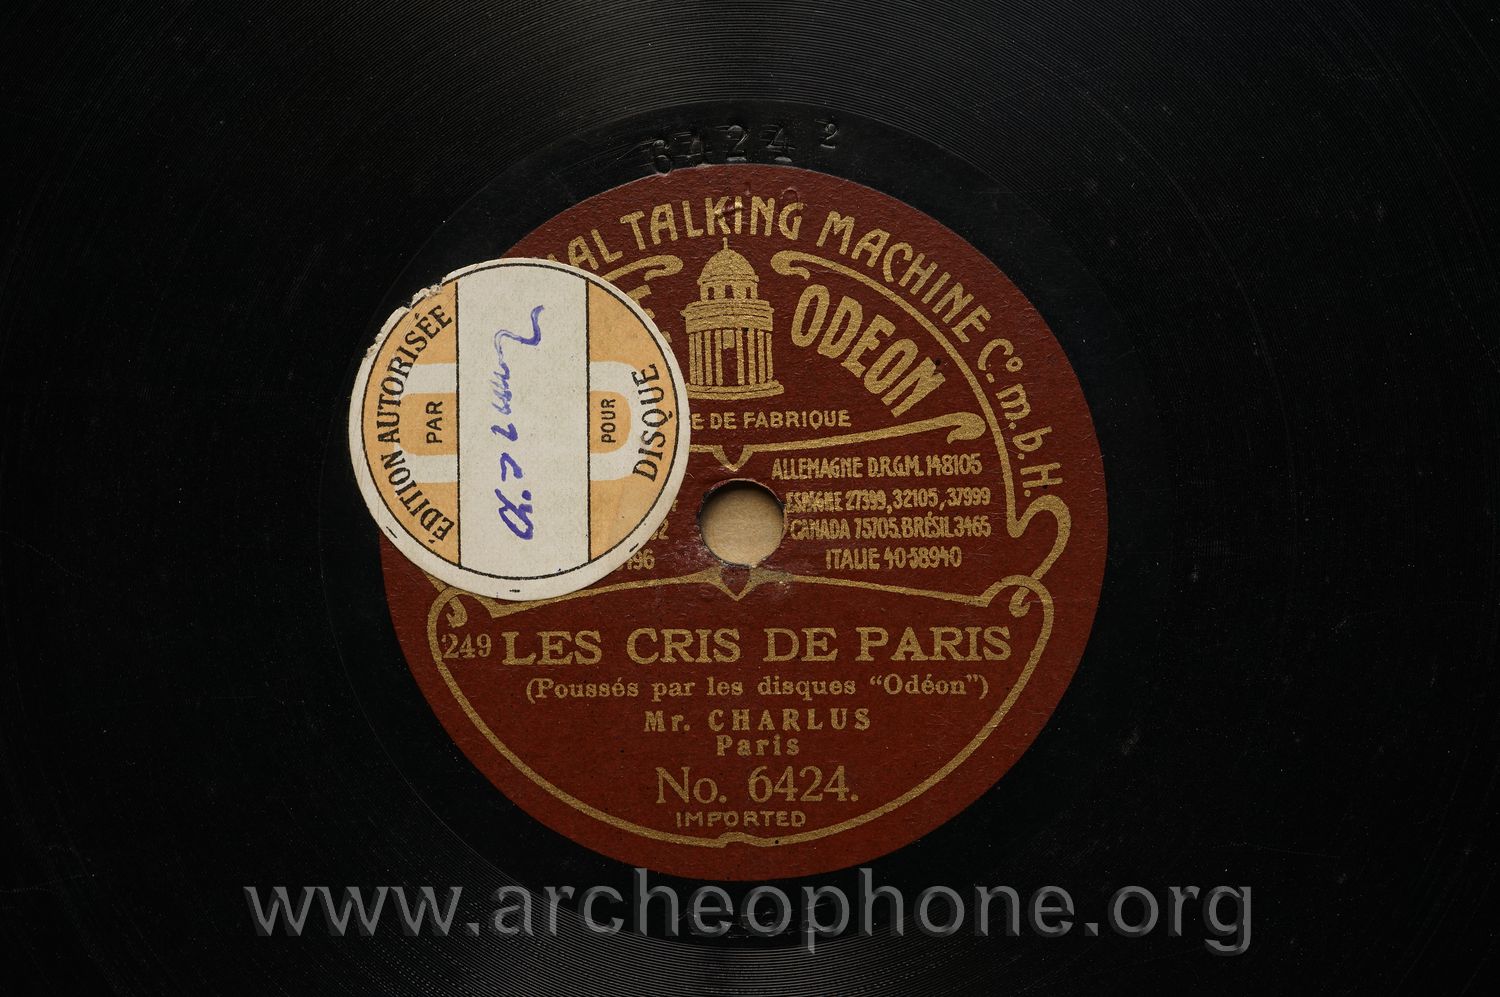 6424 2
TALKING MACHINE Co. m. b. H.
ODEON
DE FABRIQUE
ÉDITION AUTORISÉE
PAR
POUR
DISQUE
ALLEMAGNE D.R.G.M. 148105
ESPAGNE 27399, 32105, 37999
CANADA 75705. BRÉSIL 3465
ITALIE 40·58940
249 LES CRIS DE PARIS
(Poussés par les disques "Odéon")
Mr. CHARLUS
Paris
No. 6424.
IMPORTED
www.archeophone.org